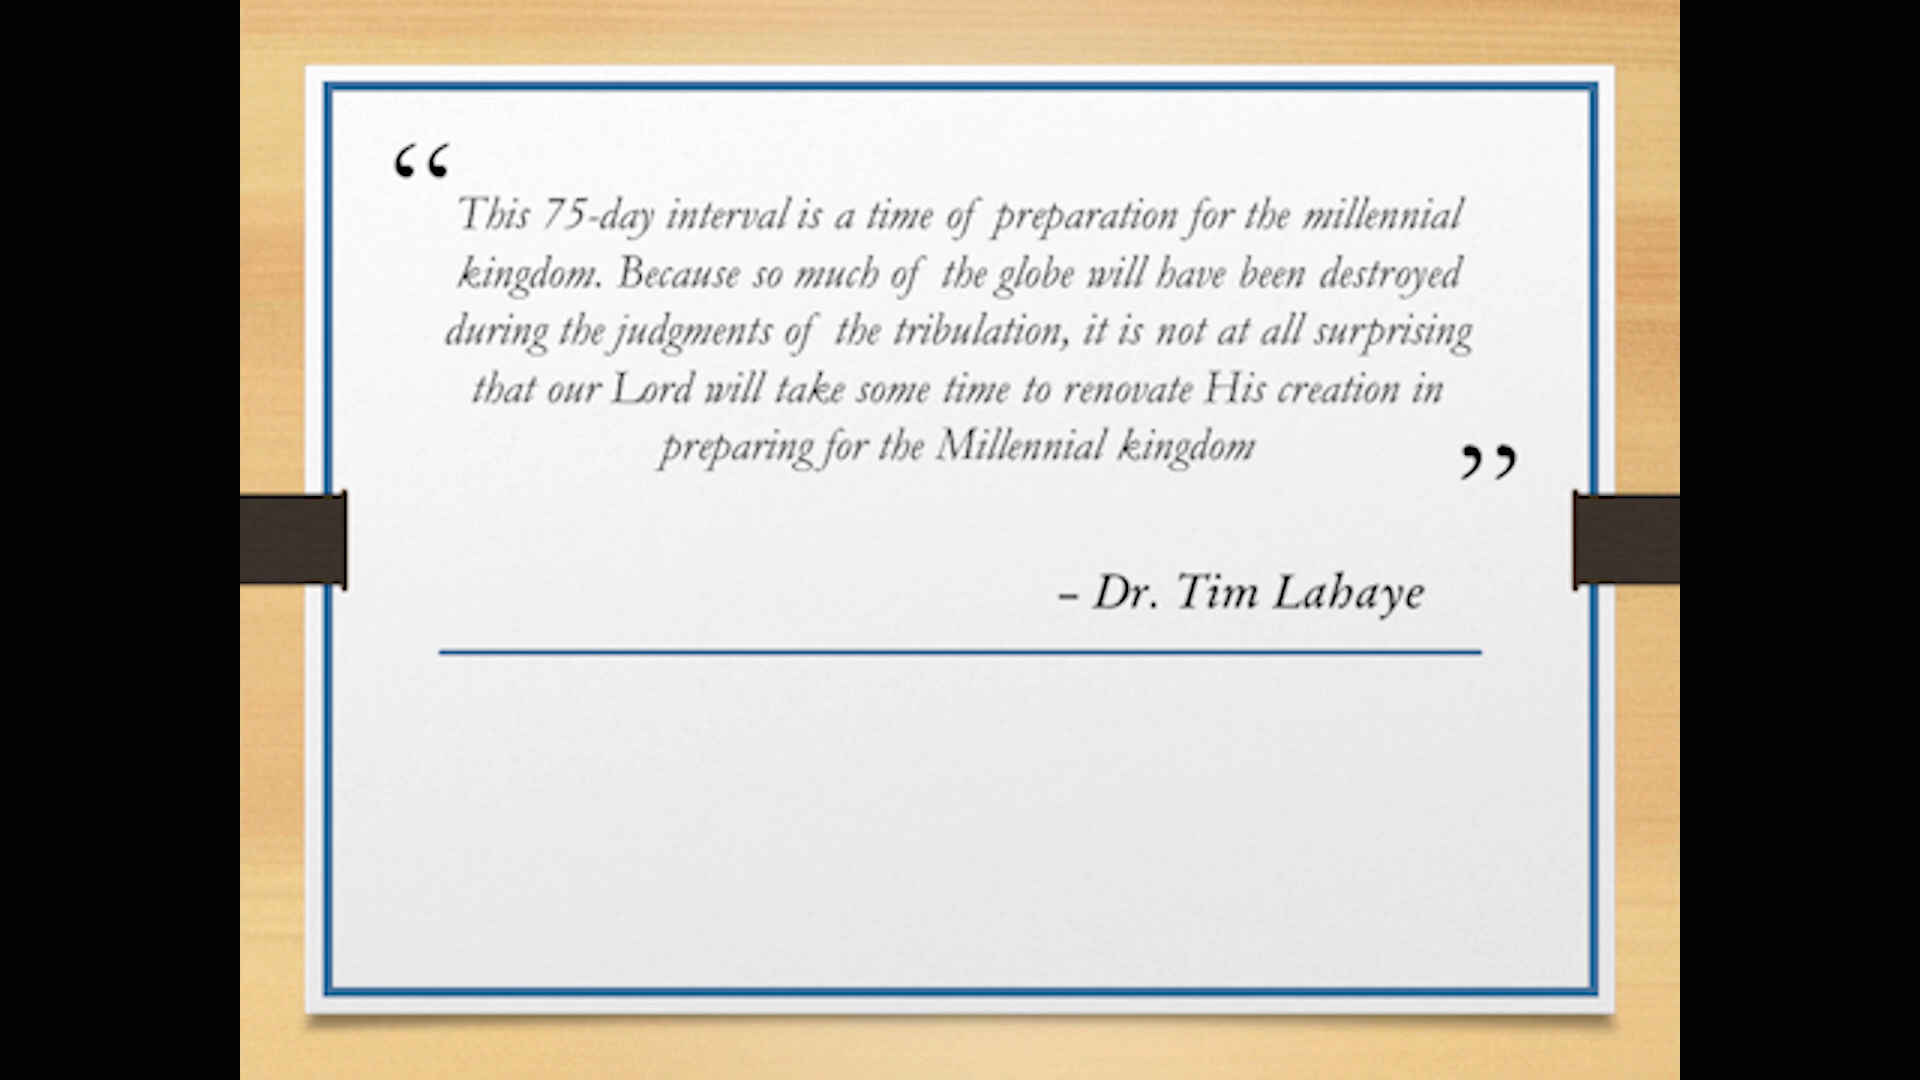 “
This 75-day interval is a time of preparation for the millennial
kingdom. Because so much of the globe will have been destroyed
during the judgments of the tribulation, it is not at all surprising
that our Lord will take some time to renovate His creation in
preparing for the Millennial kingdom
”
– Dr. Tim Lahaye